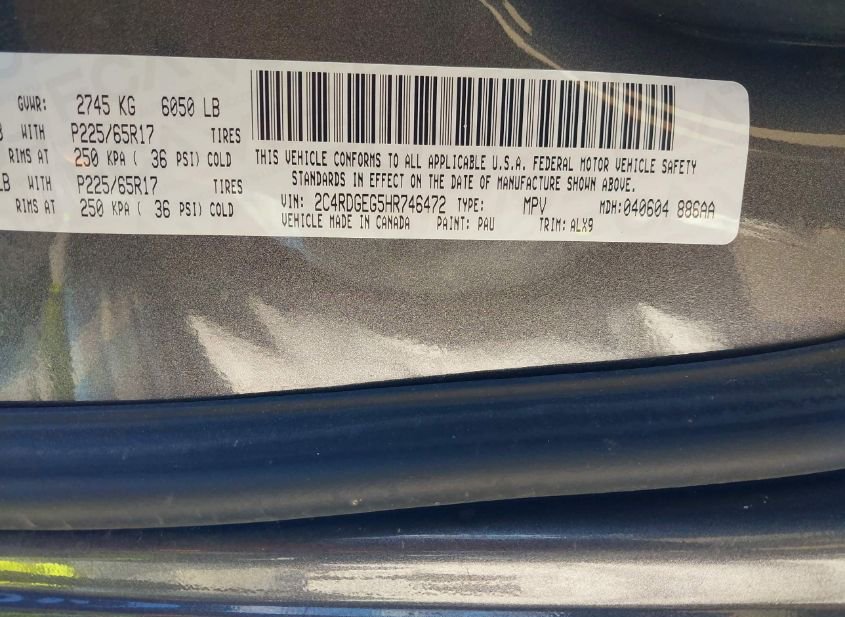 GVWR: 2745 KG 6050 LB
WITH P225/65R17 TIRES
RIMS AT 250 KPA ( 36 PSI) COLD
LB WITH P225/65R17 TIRES
RIMS AT 250 KPA ( 36 PSI) COLD
THIS VEHICLE CONFORMS TO ALL APPLICABLE U.S.A. FEDERAL MOTOR VEHICLE SAFETY
STANDARDS IN EFFECT ON THE DATE OF MANUFACTURE SHOWN ABOVE.
VIN: 2C4RDGEG5HR746472 TYPE: MPV MDH:040604 886AA
VEHICLE MADE IN CANADA PAINT: PAU TRIM: ALX9